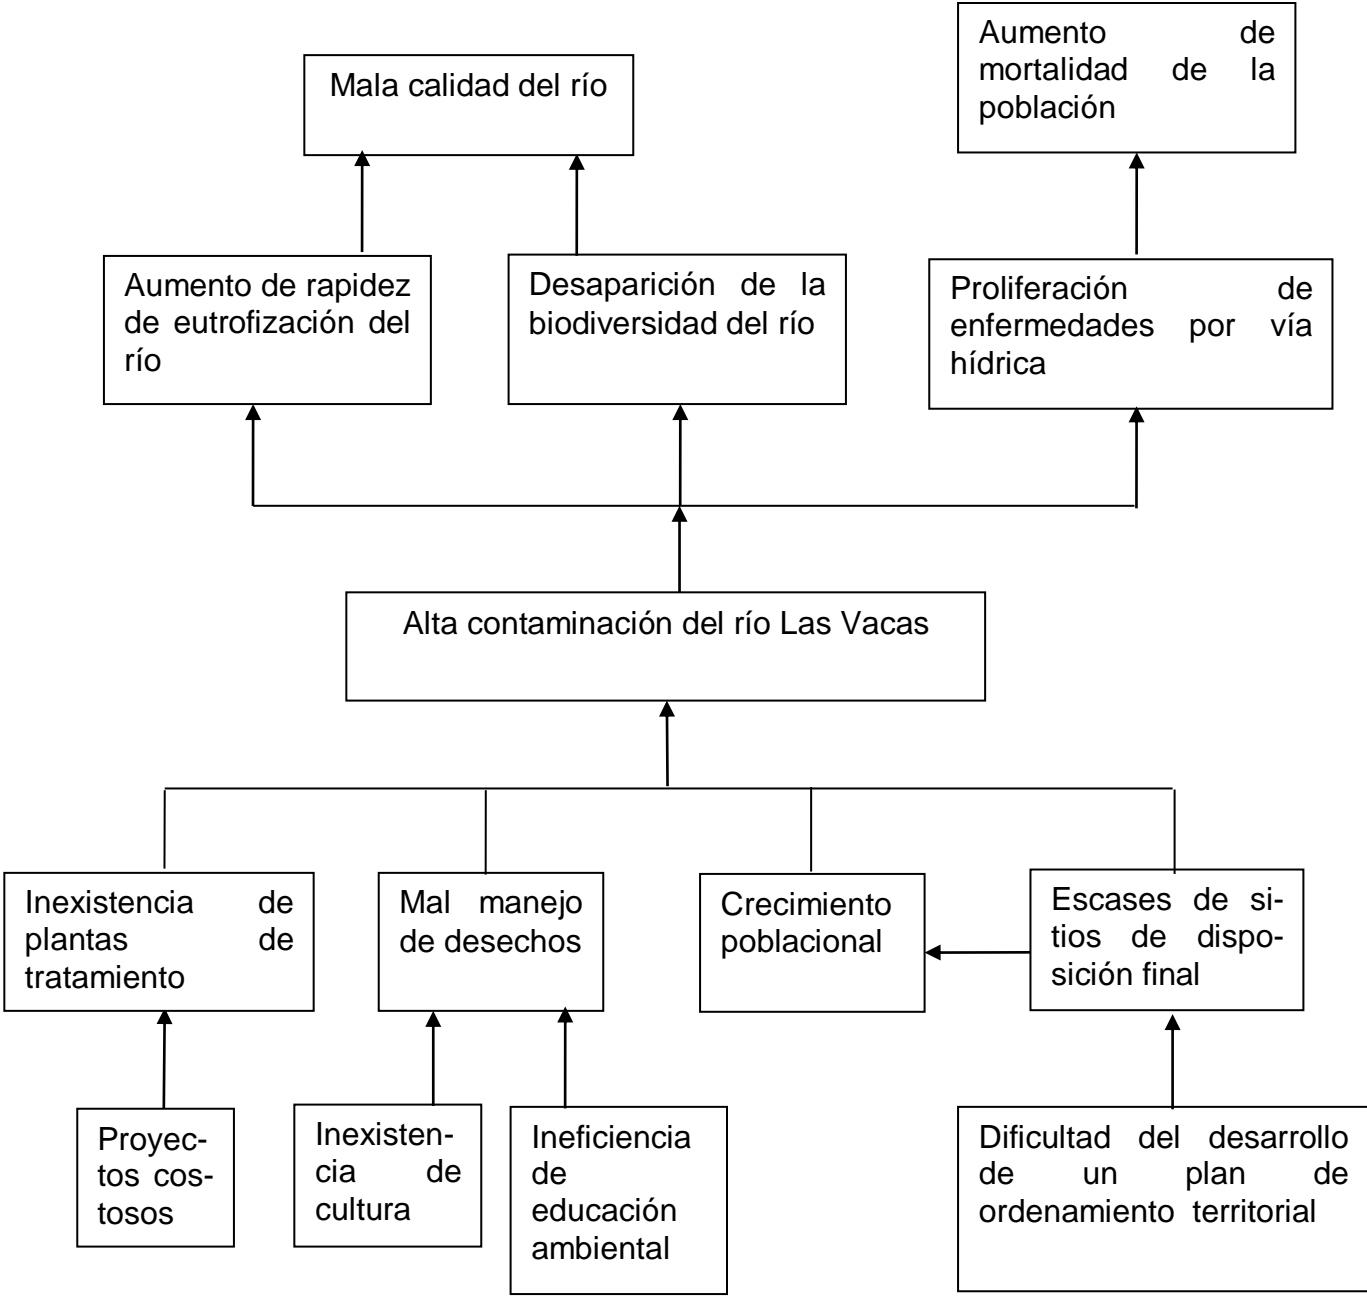 Aumento de
mortalidad de la
población
Mala calidad del río
Aumento de rapidez
de eutrofización del
río
Desaparición de la
biodiversidad del río
Proliferación de
enfermedades por vía
hídrica
Alta contaminación del río Las Vacas
Inexistencia de
plantas de
tratamiento
Mal manejo
de desechos
Crecimiento
poblacional
Escases de si-
tios de dispo-
sición final
Proyec-
tos cos-
tosos
Inexisten-
cia de
cultura
Ineficiencia
de
educación
ambiental
Dificultad del desarrollo
de un plan de
ordenamiento territorial